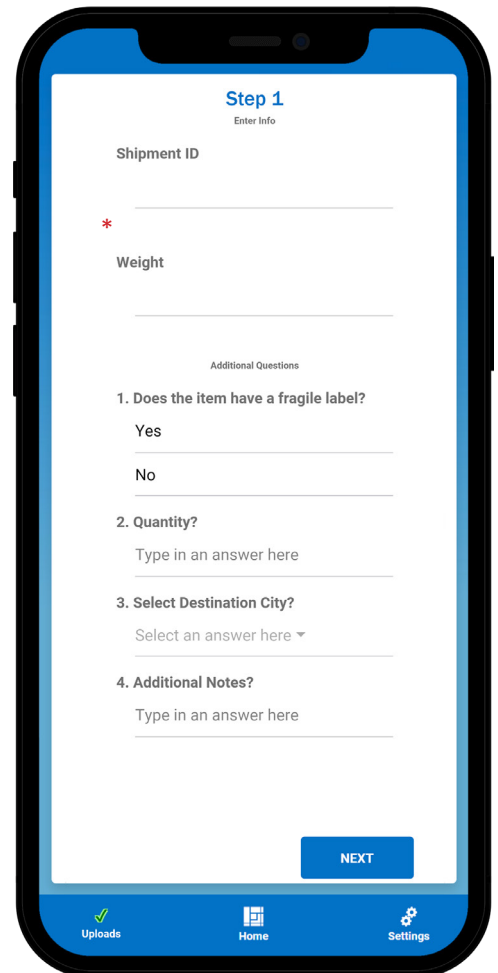 Step 1
Enter Info
Shipment ID
*
Weight
Additional Questions
1. Does the item have a fragile label?
Yes
No
2. Quantity?
Type in an answer here
3. Select Destination City?
Select an answer here
4. Additional Notes?
Type in an answer here
NEXT
Uploads Home Settings